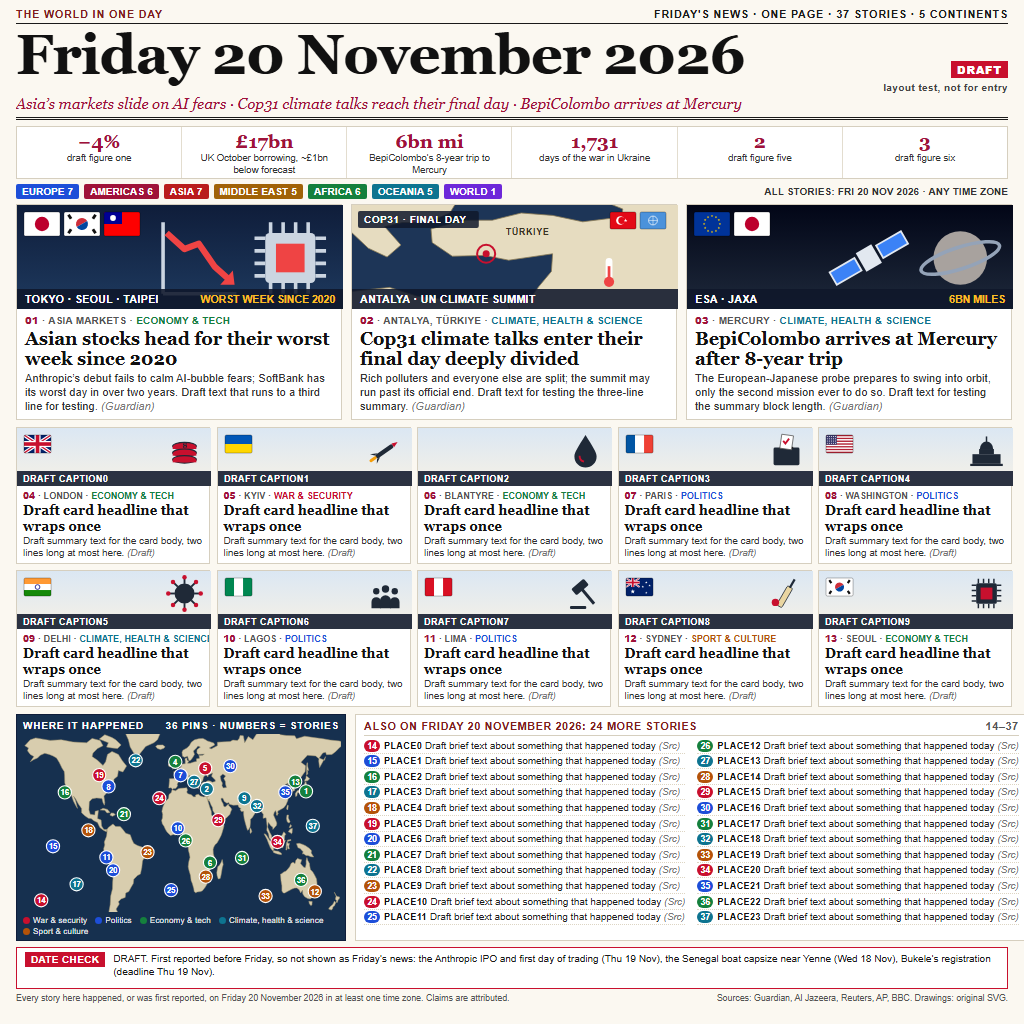 THE WORLD IN ONE DAY
FRIDAY'S NEWS · ONE PAGE · 37 STORIES · 5 CONTINENTS
Friday 20 November 2026
DRAFT
layout test, not for entry
Asia's markets slide on AI fears · Cop31 climate talks reach their final day · BepiColombo arrives at Mercury
−4%
draft figure one
£17bn
UK October borrowing, ~£1bn
below forecast
6bn mi
BepiColombo's 8-year trip to
Mercury
1,731
days of the war in Ukraine
2
draft figure five
3
draft figure six
EUROPE 7
AMERICAS 6
ASIA 7
MIDDLE EAST 5
AFRICA 6
OCEANIA 5
WORLD 1
ALL STORIES: FRI 20 NOV 2026 · ANY TIME ZONE
TOKYO · SEOUL · TAIPEI
WORST WEEK SINCE 2020
01 · ASIA MARKETS · ECONOMY & TECH
Asian stocks head for their worst
week since 2020
Anthropic's debut fails to calm AI-bubble fears; SoftBank has
its worst day in over two years. Draft text that runs to a third
line for testing. (Guardian)
COP31 · FINAL DAY
TÜRKIYE
ANTALYA · UN CLIMATE SUMMIT
02 · ANTALYA, TÜRKIYE · CLIMATE, HEALTH & SCIENCE
Cop31 climate talks enter their
final day deeply divided
Rich polluters and everyone else are split; the summit may
run past its official end. Draft text for testing the three-line
summary. (Guardian)
ESA · JAXA
6BN MILES
03 · MERCURY · CLIMATE, HEALTH & SCIENCE
BepiColombo arrives at Mercury
after 8-year trip
The European-Japanese probe prepares to swing into orbit,
only the second mission ever to do so. Draft text for testing
the summary block length. (Guardian)
DRAFT CAPTION0
04 · LONDON · ECONOMY & TECH
Draft card headline that
wraps once
Draft summary text for the card body, two
lines long at most here. (Draft)
DRAFT CAPTION1
05 · KYIV · WAR & SECURITY
Draft card headline that
wraps once
Draft summary text for the card body, two
lines long at most here. (Draft)
DRAFT CAPTION2
06 · BLANTYRE · ECONOMY & TECH
Draft card headline that
wraps once
Draft summary text for the card body, two
lines long at most here. (Draft)
DRAFT CAPTION3
07 · PARIS · POLITICS
Draft card headline that
wraps once
Draft summary text for the card body, two
lines long at most here. (Draft)
DRAFT CAPTION4
08 · WASHINGTON · POLITICS
Draft card headline that
wraps once
Draft summary text for the card body, two
lines long at most here. (Draft)
DRAFT CAPTION5
09 · DELHI · CLIMATE, HEALTH & SCIENC
Draft card headline that
wraps once
Draft summary text for the card body, two
lines long at most here. (Draft)
DRAFT CAPTION6
10 · LAGOS · POLITICS
Draft card headline that
wraps once
Draft summary text for the card body, two
lines long at most here. (Draft)
DRAFT CAPTION7
11 · LIMA · POLITICS
Draft card headline that
wraps once
Draft summary text for the card body, two
lines long at most here. (Draft)
DRAFT CAPTION8
12 · SYDNEY · SPORT & CULTURE
Draft card headline that
wraps once
Draft summary text for the card body, two
lines long at most here. (Draft)
DRAFT CAPTION9
13 · SEOUL · ECONOMY & TECH
Draft card headline that
wraps once
Draft summary text for the card body, two
lines long at most here. (Draft)
WHERE IT HAPPENED
36 PINS · NUMBERS = STORIES
22
4
5
30
19
7
27
2
13
16
8
35
1
24
9
32
21
29
18
10
37
26
34
15
23
11
6
31
20
28
36
17
25
33
12
14
War & security
Politics
Economy & tech
Climate, health & science
Sport & culture
ALSO ON FRIDAY 20 NOVEMBER 2026: 24 MORE STORIES
14–37
14 PLACE0 Draft brief text about something that happened today (Src)
15 PLACE1 Draft brief text about something that happened today (Src)
16 PLACE2 Draft brief text about something that happened today (Src)
17 PLACE3 Draft brief text about something that happened today (Src)
18 PLACE4 Draft brief text about something that happened today (Src)
19 PLACE5 Draft brief text about something that happened today (Src)
20 PLACE6 Draft brief text about something that happened today (Src)
21 PLACE7 Draft brief text about something that happened today (Src)
22 PLACE8 Draft brief text about something that happened today (Src)
23 PLACE9 Draft brief text about something that happened today (Src)
24 PLACE10 Draft brief text about something that happened today (Src)
25 PLACE11 Draft brief text about something that happened today (Src)
26 PLACE12 Draft brief text about something that happened today (Src)
27 PLACE13 Draft brief text about something that happened today (Src)
28 PLACE14 Draft brief text about something that happened today (Src)
29 PLACE15 Draft brief text about something that happened today (Src)
30 PLACE16 Draft brief text about something that happened today (Src)
31 PLACE17 Draft brief text about something that happened today (Src)
32 PLACE18 Draft brief text about something that happened today (Src)
33 PLACE19 Draft brief text about something that happened today (Src)
34 PLACE20 Draft brief text about something that happened today (Src)
35 PLACE21 Draft brief text about something that happened today (Src)
36 PLACE22 Draft brief text about something that happened today (Src)
37 PLACE23 Draft brief text about something that happened today (Src)
DATE CHECK
DRAFT. First reported before Friday, so not shown as Friday's news: the Anthropic IPO and first day of trading (Thu 19 Nov), the Senegal boat capsize near Yenne (Wed 18 Nov), Bukele's registration
(deadline Thu 19 Nov).
Every story here happened, or was first reported, on Friday 20 November 2026 in at least one time zone. Claims are attributed.
Sources: Guardian, Al Jazeera, Reuters, AP, BBC. Drawings: original SVG.